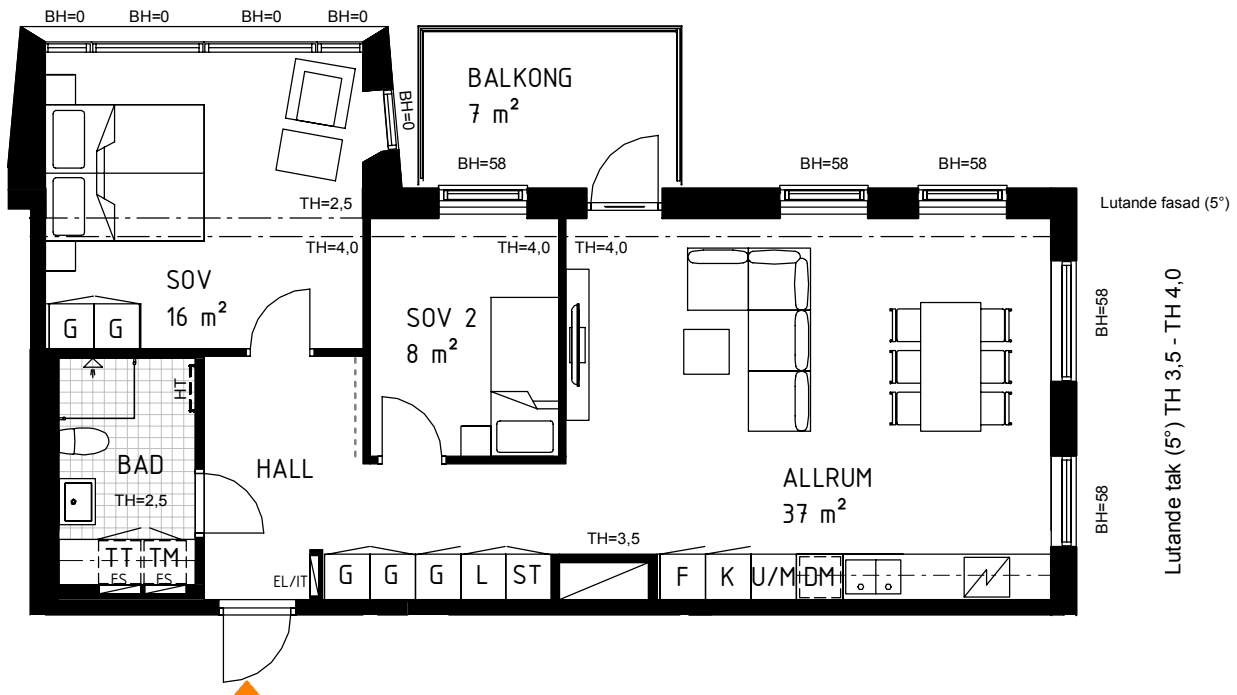 BH=0 BH=0 BH=0 BH=0
BALKONG
7 m²
BH=0
BH=58 BH=58 BH=58
TH=2,5
Lutande fasad (5°)
TH=4,0 TH=4,0 TH=4,0
SOV
16 m²
SOV 2
8 m²
G G
BH=58
Lutande tak (5°) TH 3,5 - TH 4,0
HT
BAD
TH=2,5
HALL
ALLRUM
37 m²
BH=58
TH=3,5
TT TM
ES ES
EL/IT
G G G L ST
F K U/M DM